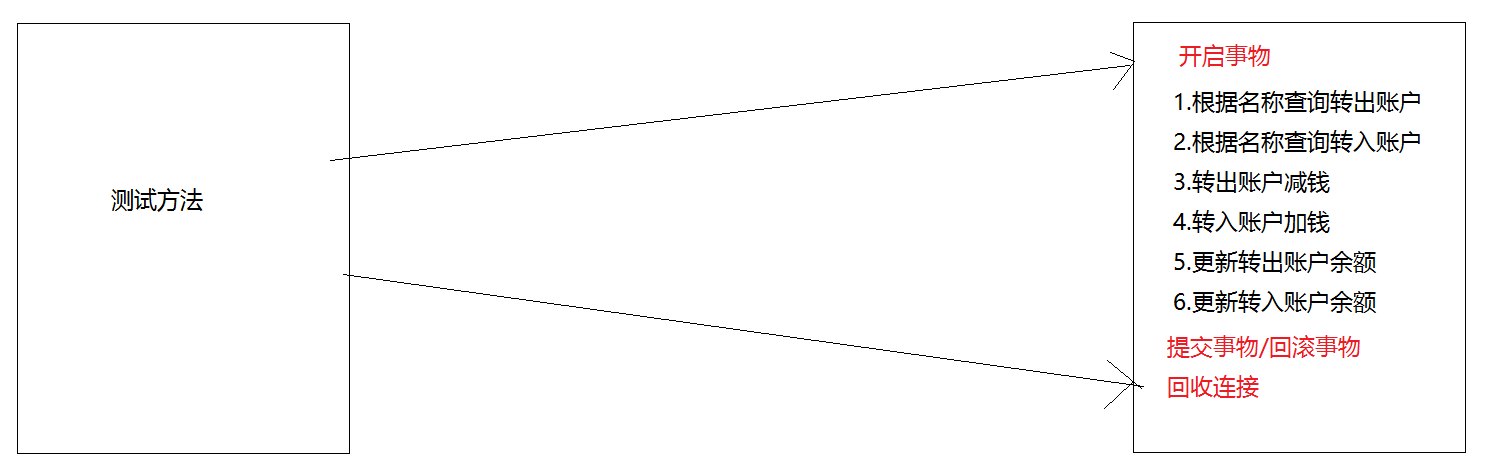 测试方法
开启事物
1.根据名称查询转出账户
2.根据名称查询转入账户
3.转出账户减钱
4.转入账户加钱
5.更新转出账户余额
6.更新转入账户余额
提交事物/回滚事物
回收连接